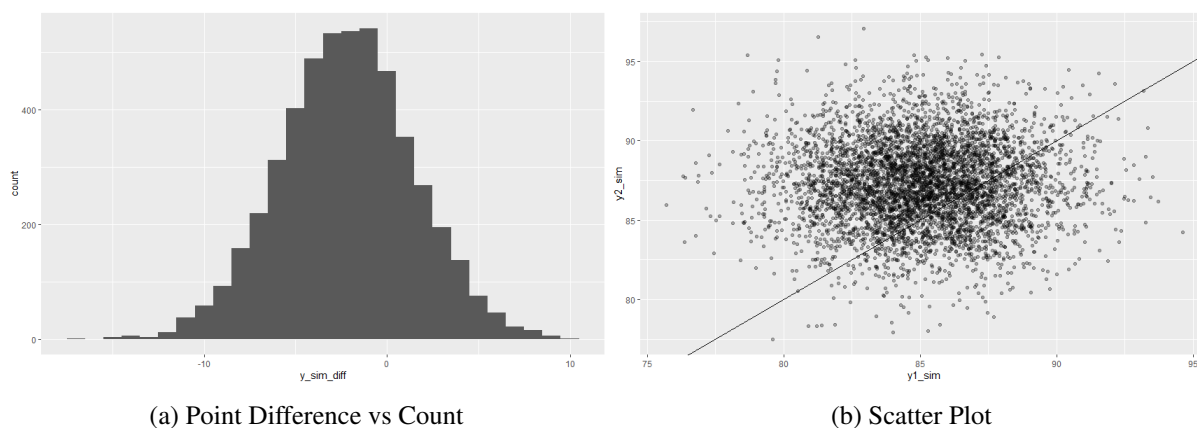 count
400
200
0
-10
0
10
y_sim_diff
(a) Point Difference vs Count
y2_sim
95
90
85
80
75
80
85
90
95
y1_sim
(b) Scatter Plot